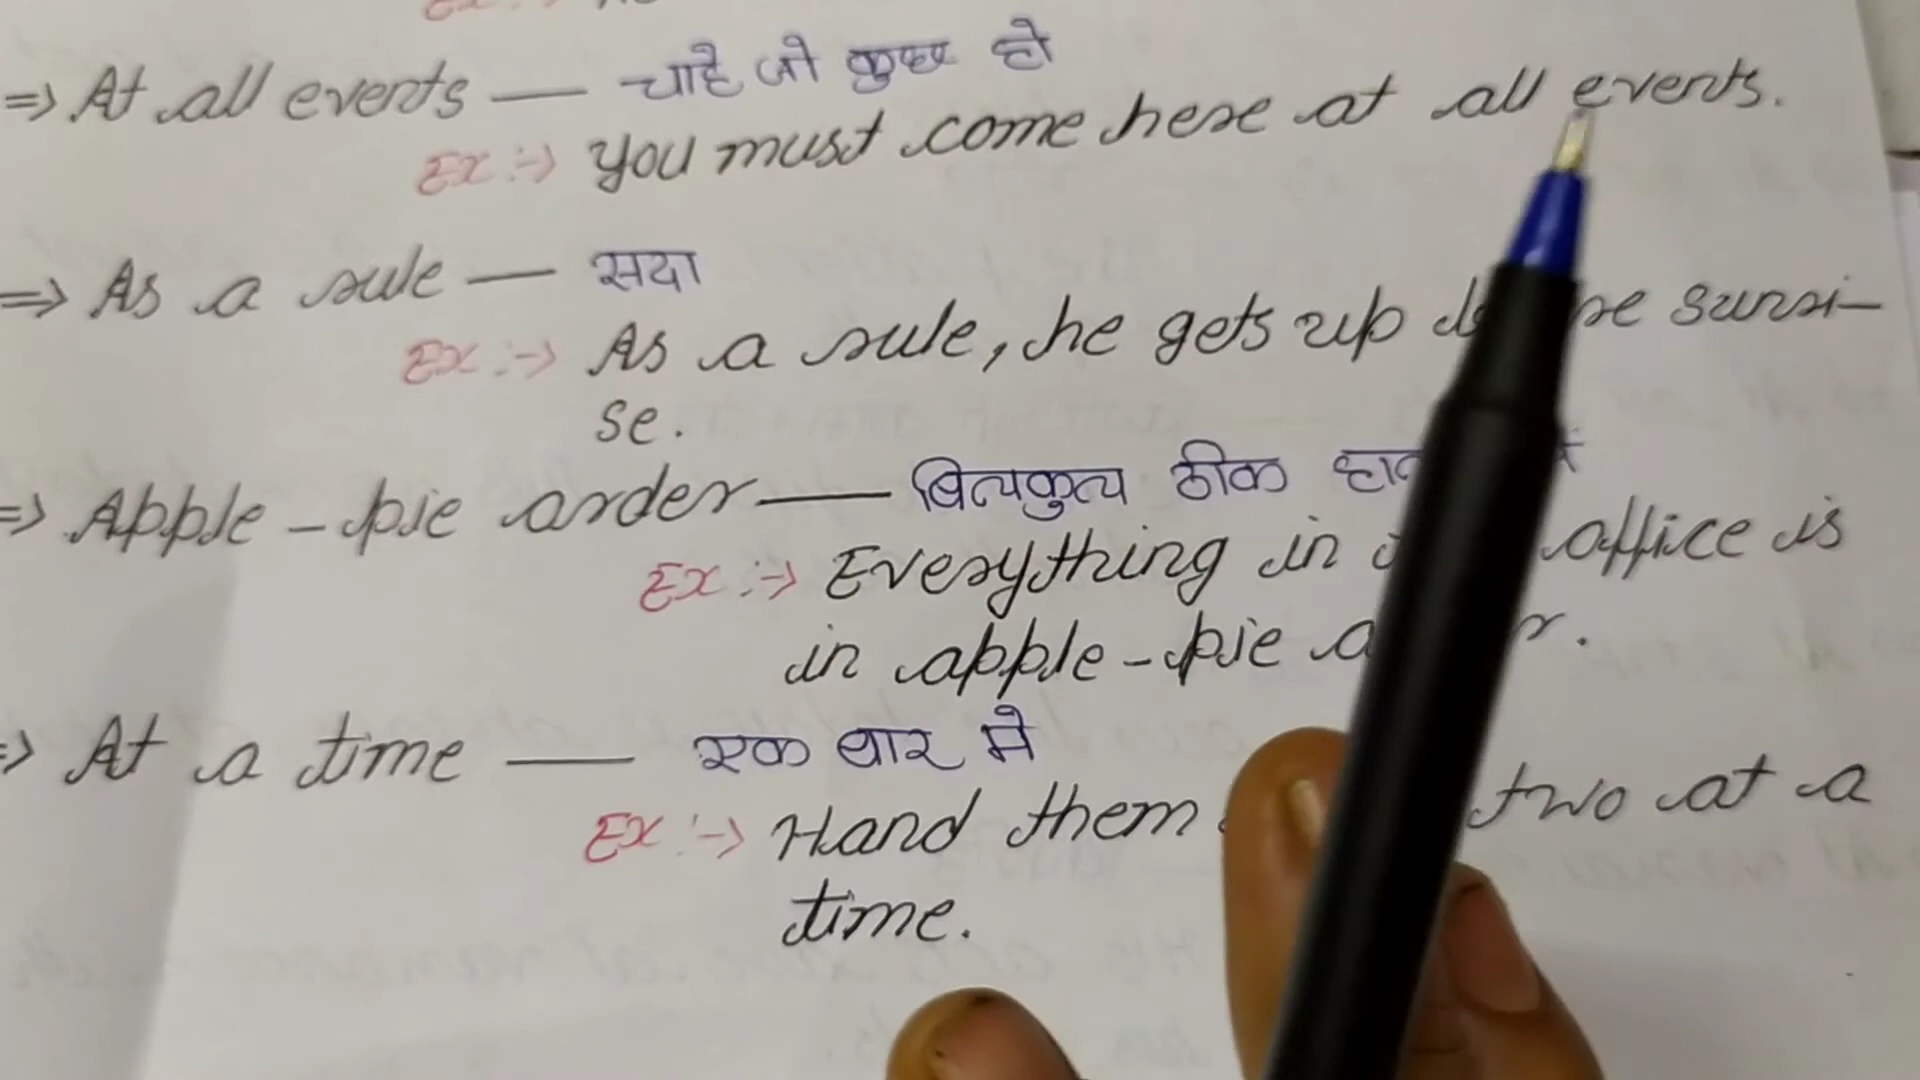 ⇒ At all events — चाहे जो कुछ हो
Ex :→ You must come here at all events.
⇒ As a rule — सदा
Ex :→ As a rule, he gets up sunri-
se.
⇒ Apple-pie order — बिल्कुल ठीक
Ex :→ Everything in office is
in apple-pie
⇒ At a time — एक बार मे
Ex :→ Hand them two at a
time.